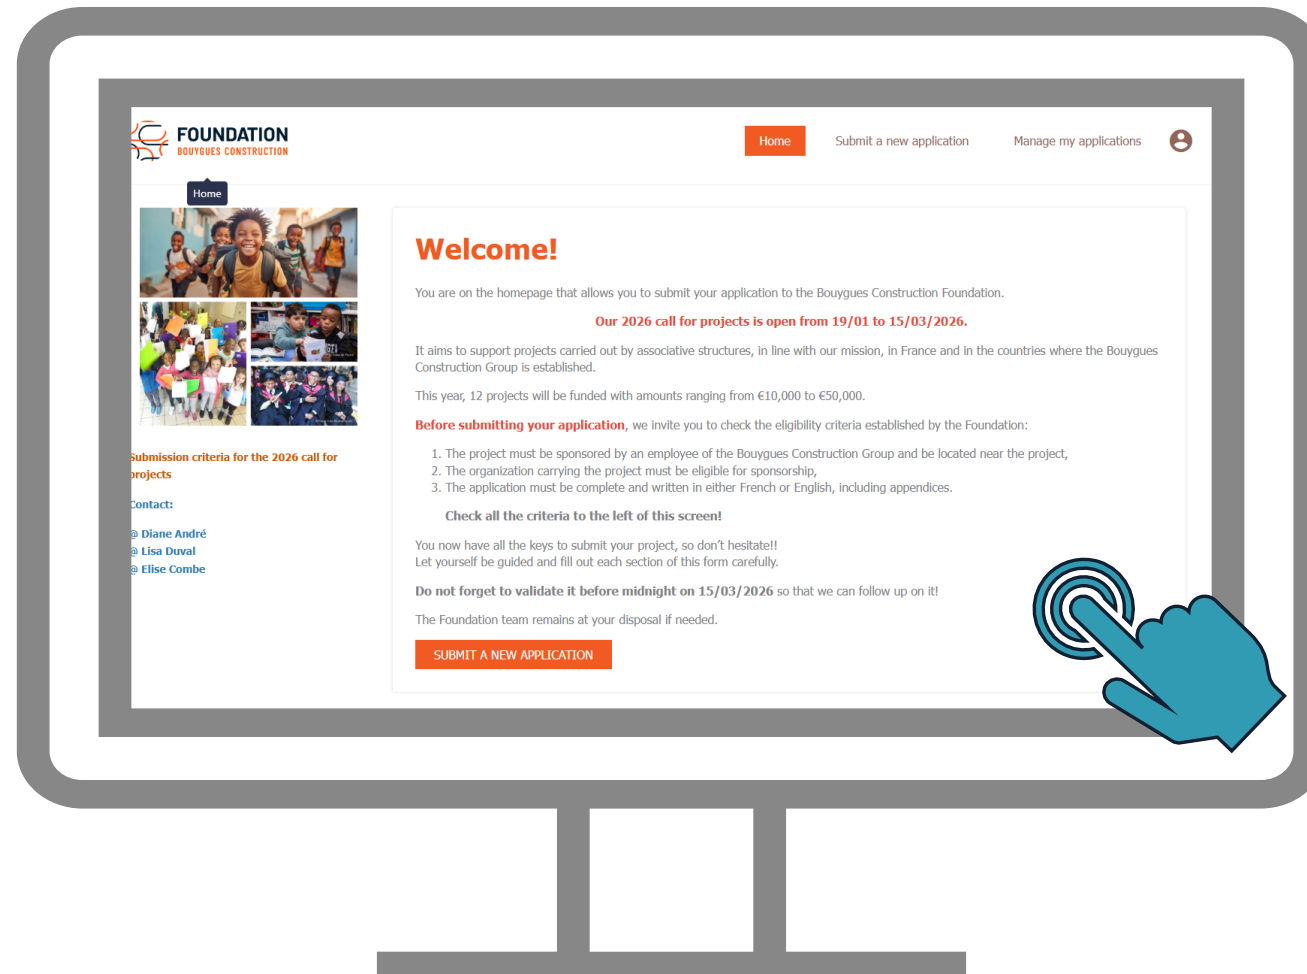 FOUNDATION
BOUYGUES CONSTRUCTION
Home
Submit a new application
Manage my applications
Home
Submission criteria for the 2026 call for
projects
Contact:
@ Diane André
@ Lisa Duval
@ Elise Combe
Welcome!
You are on the homepage that allows you to submit your application to the Bouygues Construction Foundation.
Our 2026 call for projects is open from 19/01 to 15/03/2026.
It aims to support projects carried out by associative structures, in line with our mission, in France and in the countries where the Bouygues
Construction Group is established.
This year, 12 projects will be funded with amounts ranging from €10,000 to €50,000.
Before submitting your application, we invite you to check the eligibility criteria established by the Foundation:
1. The project must be sponsored by an employee of the Bouygues Construction Group and be located near the project,
2. The organization carrying the project must be eligible for sponsorship,
3. The application must be complete and written in either French or English, including appendices.
Check all the criteria to the left of this screen!
You now have all the keys to submit your project, so don't hesitate!!
Let yourself be guided and fill out each section of this form carefully.
Do not forget to validate it before midnight on 15/03/2026 so that we can follow up on it!
The Foundation team remains at your disposal if needed.
SUBMIT A NEW APPLICATION